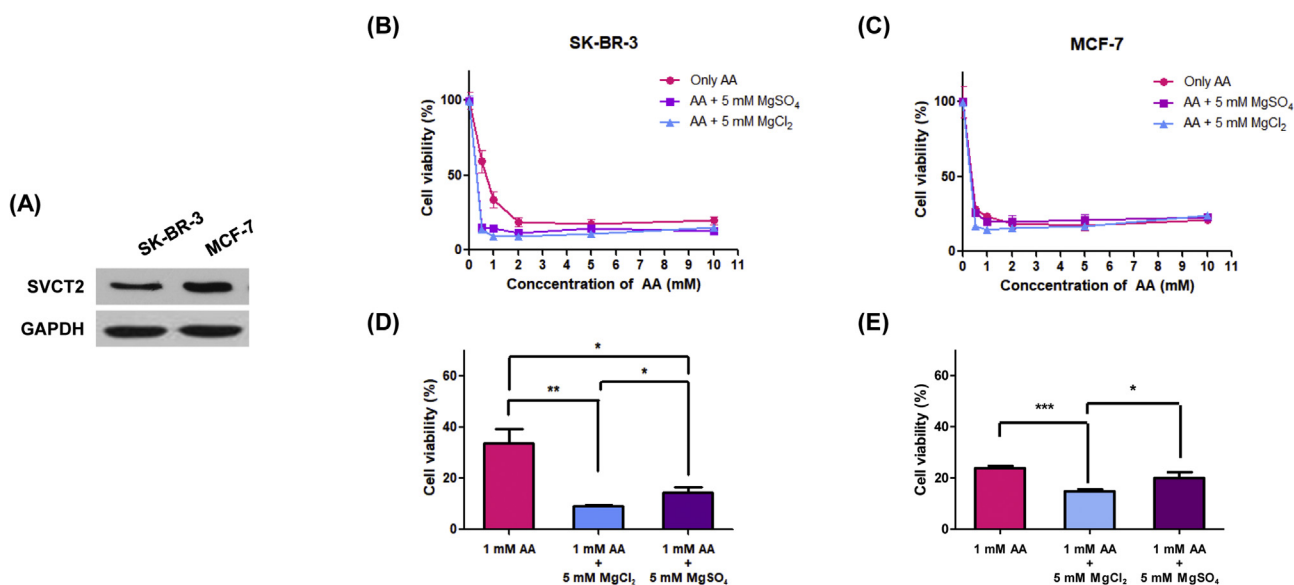 (A)
SK-BR-3
MCF-7
SVCT2
GAPDH
(B)
SK-BR-3
Only AA
AA + 5 mM MgSO₄
AA + 5 mM MgCl₂
Cell viability (%)
100
50
0
0 1 2 3 4 5 6 7 8 9 10 11
Conccentration of AA (mM)
(C)
MCF-7
Only AA
AA + 5 mM MgSO₄
AA + 5 mM MgCl₂
Cell viability (%)
100
50
0
0 1 2 3 4 5 6 7 8 9 10 11
Conccentration of AA (mM)
(D)
Cell viability (%)
60
40
20
0
*
**
*
1 mM AA
1 mM AA
+
5 mM MgCl₂
1 mM AA
+
5 mM MgSO₄
(E)
Cell viability (%)
60
40
20
0
***
*
1 mM AA
1 mM AA
+
5 mM MgCl₂
1 mM AA
+
5 mM MgSO₄